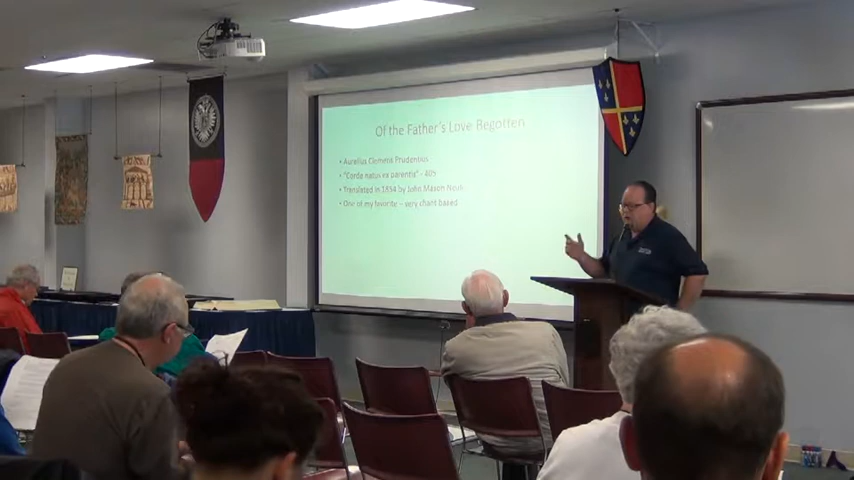 Of the Father's Love Begotten
• Aurelius Clemens Prudentius
• "Corde natus ex parentis" - 405
• Translated in 1854 by John Mason Neale
• One of my favorite – very chant based